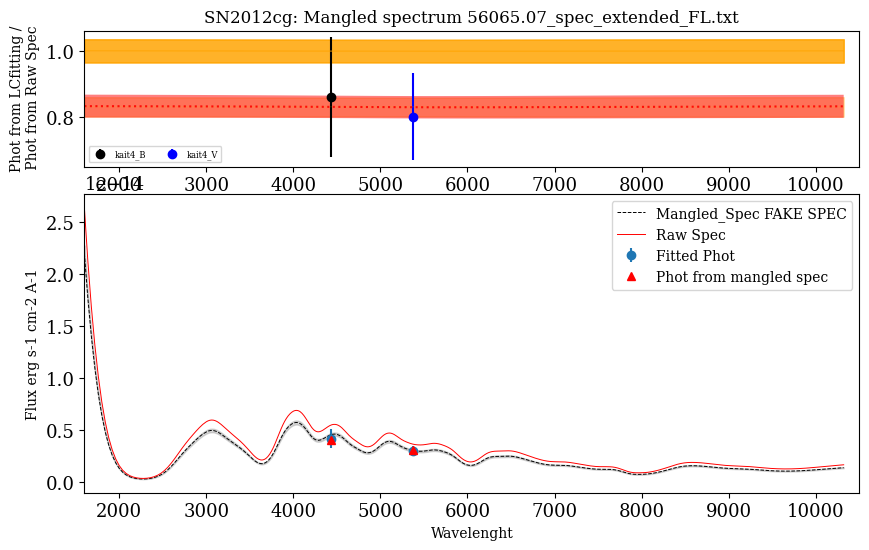 SN2012cg: Mangled spectrum 56065.07_spec_extended_FL.txt
Phot from LCfitting /
Phot from Raw Spec
1.0
0.8
kait4_B
kait4_V
2000 3000 4000 5000 6000 7000 8000 9000 10000
1e−14
Flux erg s-1 cm-2 A-1
2.5
2.0
1.5
1.0
0.5
0.0
Mangled_Spec FAKE SPEC
Raw Spec
Fitted Phot
Phot from mangled spec
2000 3000 4000 5000 6000 7000 8000 9000 10000
Wavelenght